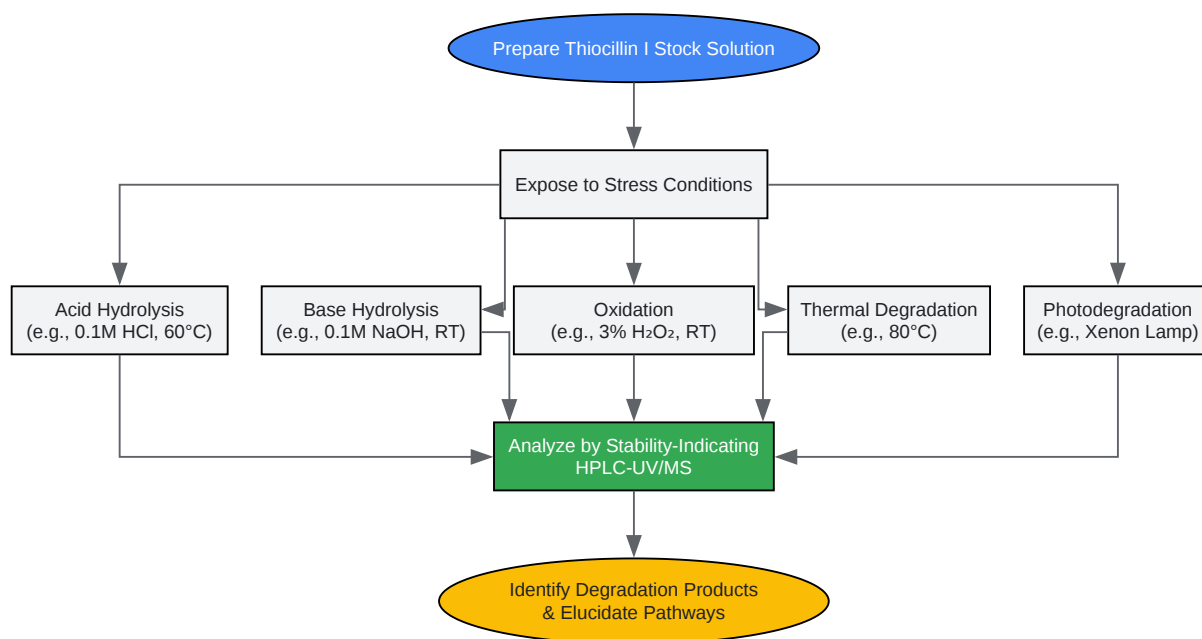 Prepare Thiocillin I Stock Solution
Expose to Stress Conditions
Acid Hydrolysis
(e.g., 0.1M HCl, 60°C)
Base Hydrolysis
(e.g., 0.1M NaOH, RT)
Oxidation
(e.g., 3% H₂O₂, RT)
Thermal Degradation
(e.g., 80°C)
Photodegradation
(e.g., Xenon Lamp)
Analyze by Stability-Indicating
HPLC-UV/MS
Identify Degradation Products
& Elucidate Pathways